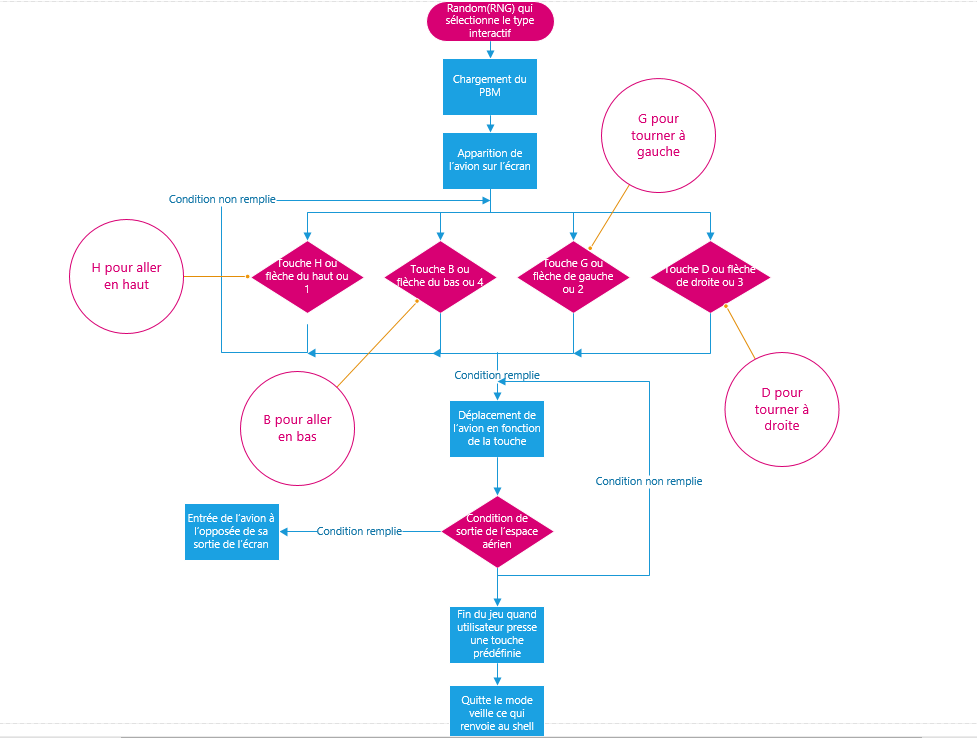 Random(RNG) qui
sélectionne le type
interactif
Chargement du
PBM
Apparition de
l'avion sur l'écran
G pour
tourner à
gauche
Condition non remplie
H pour aller
en haut
Touche H ou
flèche du haut ou
1
Touche B ou
flèche du bas ou 4
Touche G ou
flèche de gauche
ou 2
Touche D ou flèche
de droite ou 3
Condition remplie
B pour aller
en bas
D pour
tourner à
droite
Déplacement de
l'avion en fonction
de la touche
Condition non remplie
Condition de
sortie de l'espace
aérien
Condition remplie
Entrée de l'avion à
l'opposée de sa
sortie de l'écran
Fin du jeu quand
utilisateur presse
une touche
prédéfinie
Quitte le mode
veille ce qui
renvoie au shell